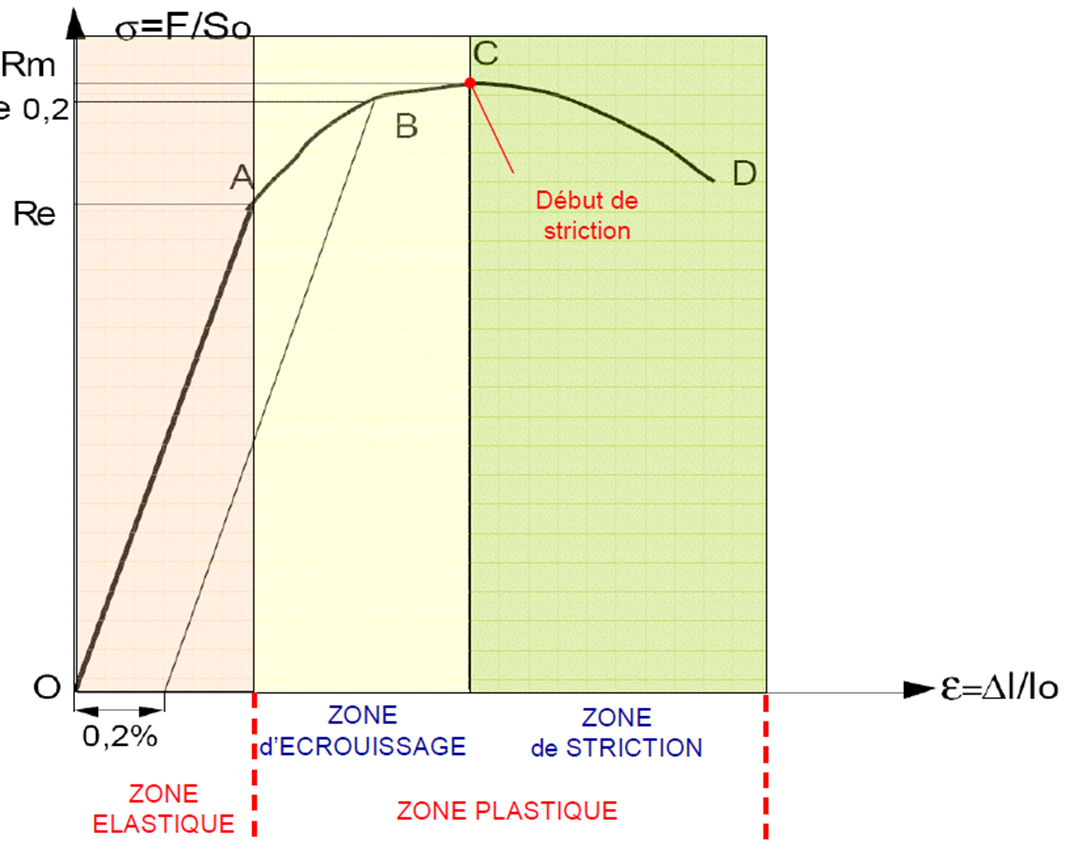 σ=F/So
C
Rm
e 0,2
B
A
D
Re
Début de
striction
O
ε=Δl/lo
0,2%
ZONE
d'ECROUISSAGE
ZONE
de STRICTION
ZONE
ELASTIQUE
ZONE PLASTIQUE